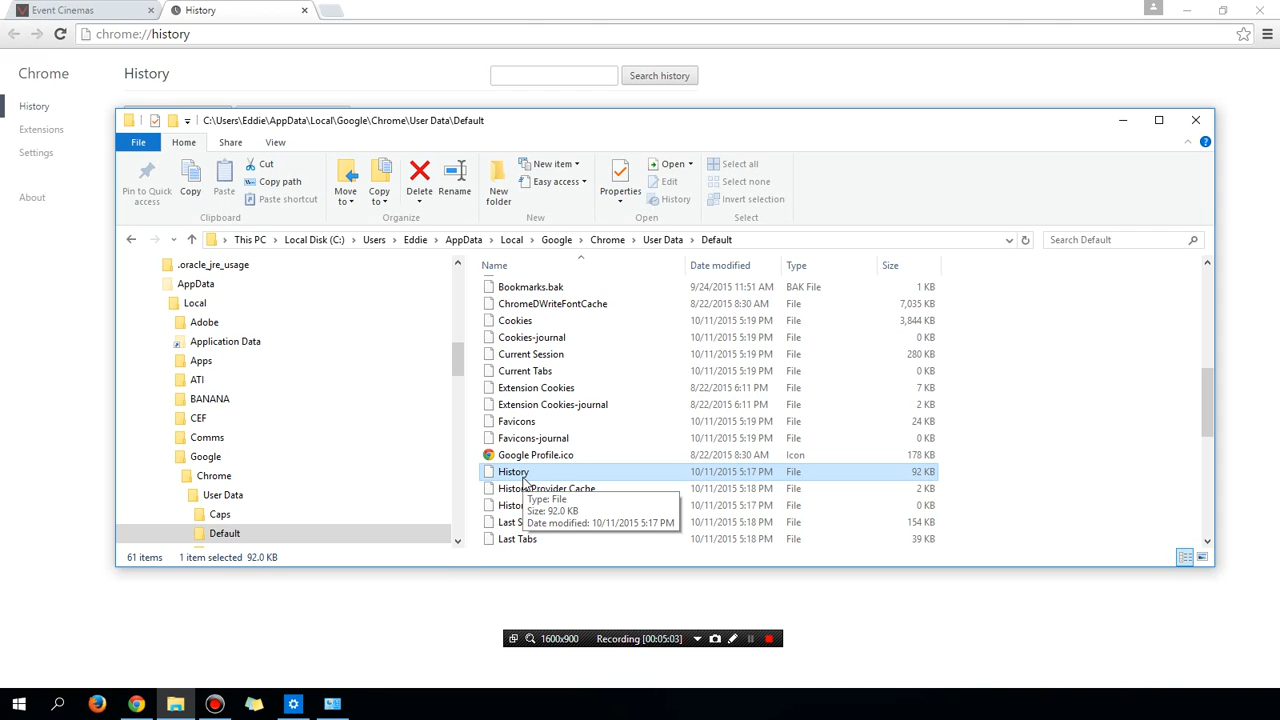 Event Cinemas
History
chrome://history
Chrome
History
Search history
History
Extensions
Settings
About
C:\Users\Eddie\AppData\Local\Google\Chrome\User Data\Default
File
Home
Share
View
Pin to Quick access
Copy
Paste
Cut
Copy path
Paste shortcut
Clipboard
Move to
Copy to
Delete
Rename
Organize
New folder
New item
Easy access
New
Properties
Open
Edit
History
Open
Select all
Select none
Invert selection
Select
This PC > Local Disk (C:) > Users > Eddie > AppData > Local > Google > Chrome > User Data > Default
Search Default
.oracle_jre_usage
AppData
Local
Adobe
Application Data
Apps
ATI
BANANA
CEF
Comms
Google
Chrome
User Data
Caps
Default
Name Date modified Type Size
Bookmarks.bak 9/24/2015 11:51 AM BAK File 1 KB
ChromeDWriteFontCache 8/22/2015 8:30 AM File 7,035 KB
Cookies 10/11/2015 5:19 PM File 3,844 KB
Cookies-journal 10/11/2015 5:19 PM File 0 KB
Current Session 10/11/2015 5:19 PM File 280 KB
Current Tabs 10/11/2015 5:19 PM File 0 KB
Extension Cookies 8/22/2015 6:11 PM File 7 KB
Extension Cookies-journal 8/22/2015 6:11 PM File 2 KB
Favicons 10/11/2015 5:19 PM File 24 KB
Favicons-journal 10/11/2015 5:19 PM File 0 KB
Google Profile.ico 8/22/2015 8:30 AM Icon 178 KB
History 10/11/2015 5:17 PM File 92 KB
History Provider Cache 10/11/2015 5:18 PM File 2 KB
10/11/2015 5:19 PM File 0 KB
Last 10/11/2015 5:18 PM File 154 KB
Last Tabs 10/11/2015 5:18 PM File 39 KB
Type: File
Size: 92.0 KB
Date modified: 10/11/2015 5:17 PM
61 items 1 item selected 92.0 KB
1600x900 Recording [00:05:03]